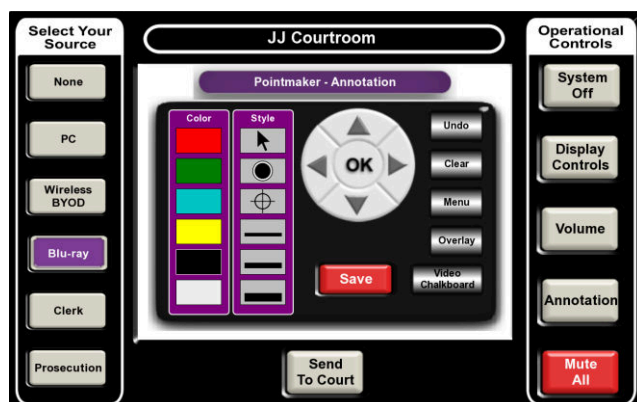 Select Your
Source
None
PC
Wireless
BYOD
Blu-ray
Clerk
Prosecution
JJ Courtroom
Pointmaker - Annotation
Color
Style
OK
Undo
Clear
Menu
Overlay
Video
Chalkboard
Save
Send
To Court
Operational
Controls
System
Off
Display
Controls
Volume
Annotation
Mute
All